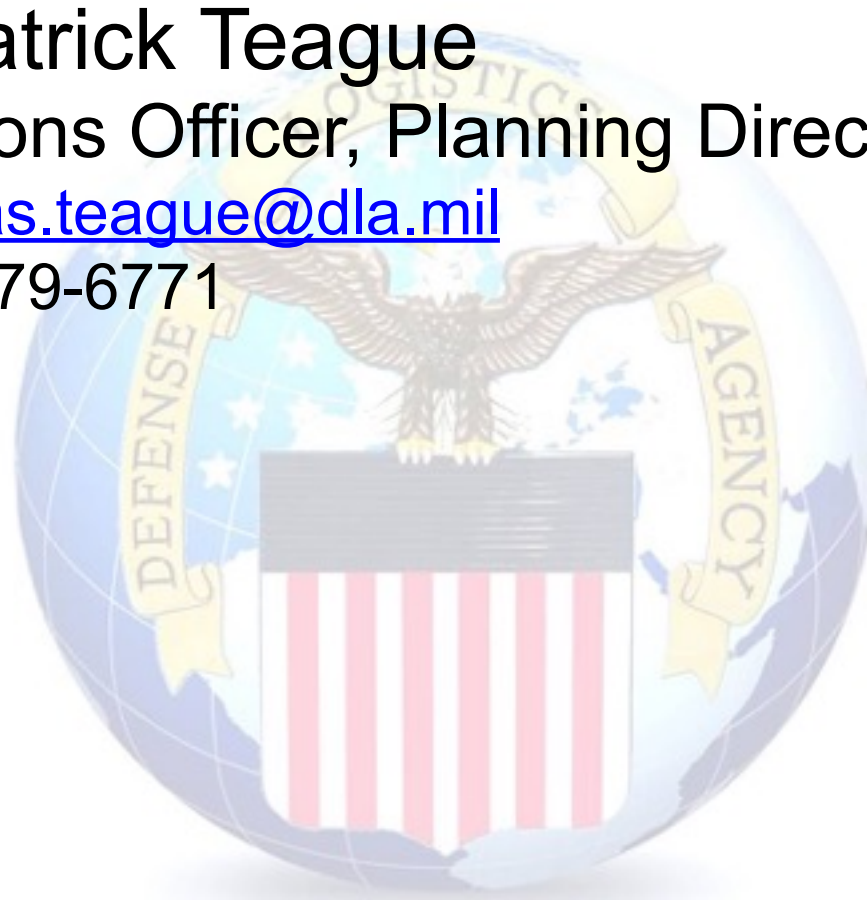 atrick Teague
ons Officer, Planning Direc
as.teague@dla.mil
79-6771
DEFENSE LOGISTICS AGENCY